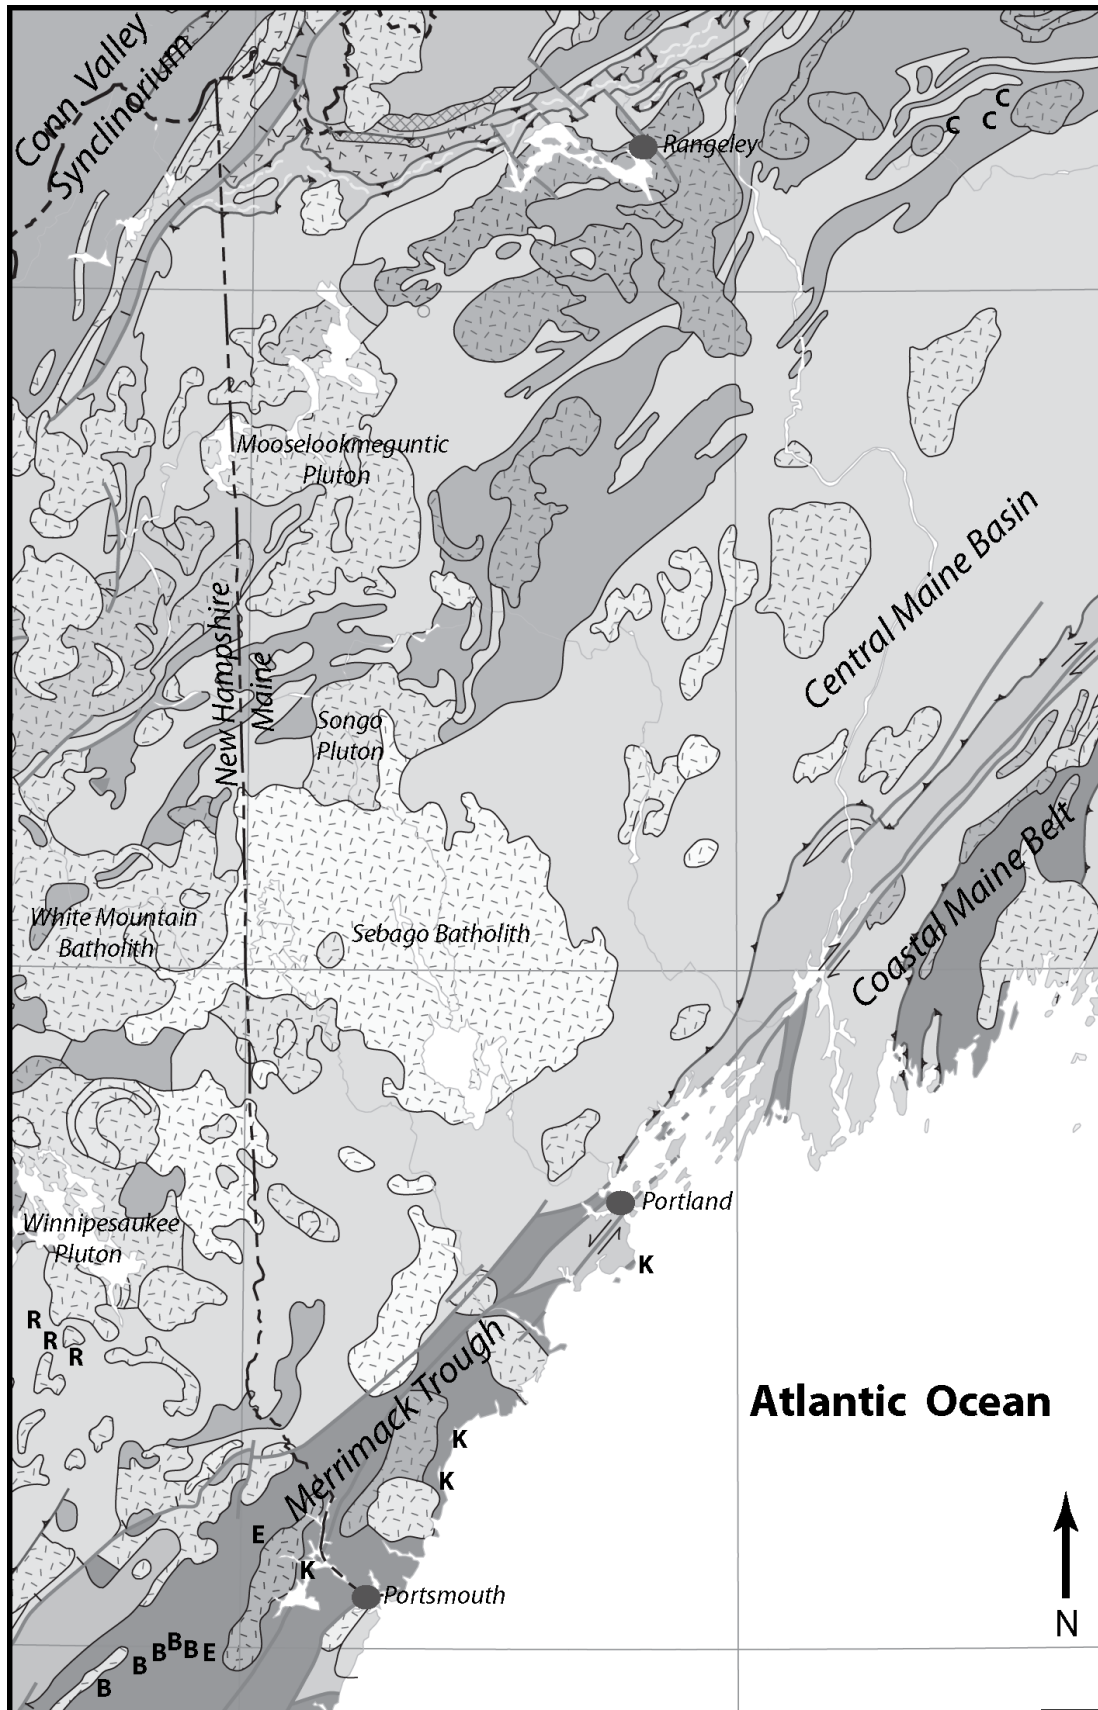 Conn Valley
Synclinorium
C
C
C
Rangeley
Mooselookmeguntic
Pluton
Central Maine Basin
New Hampshire
Maine
Songo
Pluton
Coastal Maine Belt
White Mountain
Batholith
Sebago Batholith
Portland
Winnipesaukee
Pluton
K
R
R
R
Merrimack Trough
Atlantic Ocean
K
K
E
K
Portsmouth
N
B
B
B
B
E
B